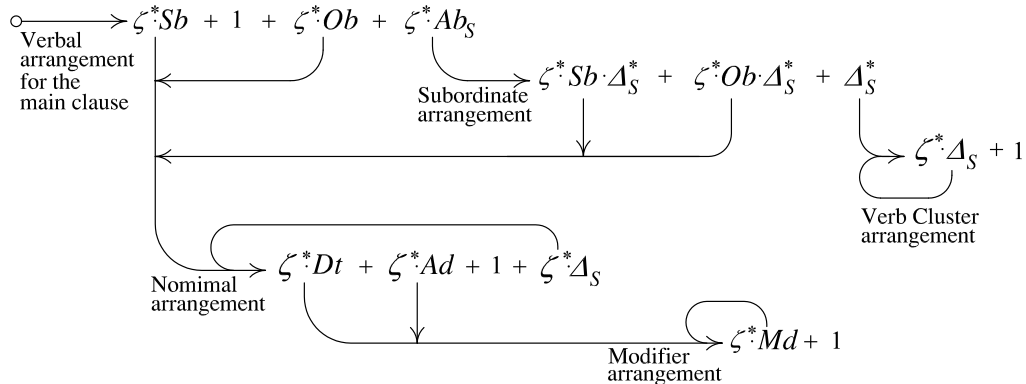 ζ*·Sb + 1 + ζ*·Ob + ζ*·Ab_S
Verbal
arrangement
for the
main clause
ζ*·Sb·Δ*_S + ζ*·Ob·Δ*_S + Δ*_S
Subordinate
arrangement
ζ*·Δ_S + 1
Verb Cluster
arrangement
ζ*·Dt + ζ*·Ad + 1 + ζ*·Δ_S
Nomimal
arrangement
ζ*·Md + 1
Modifier
arrangement